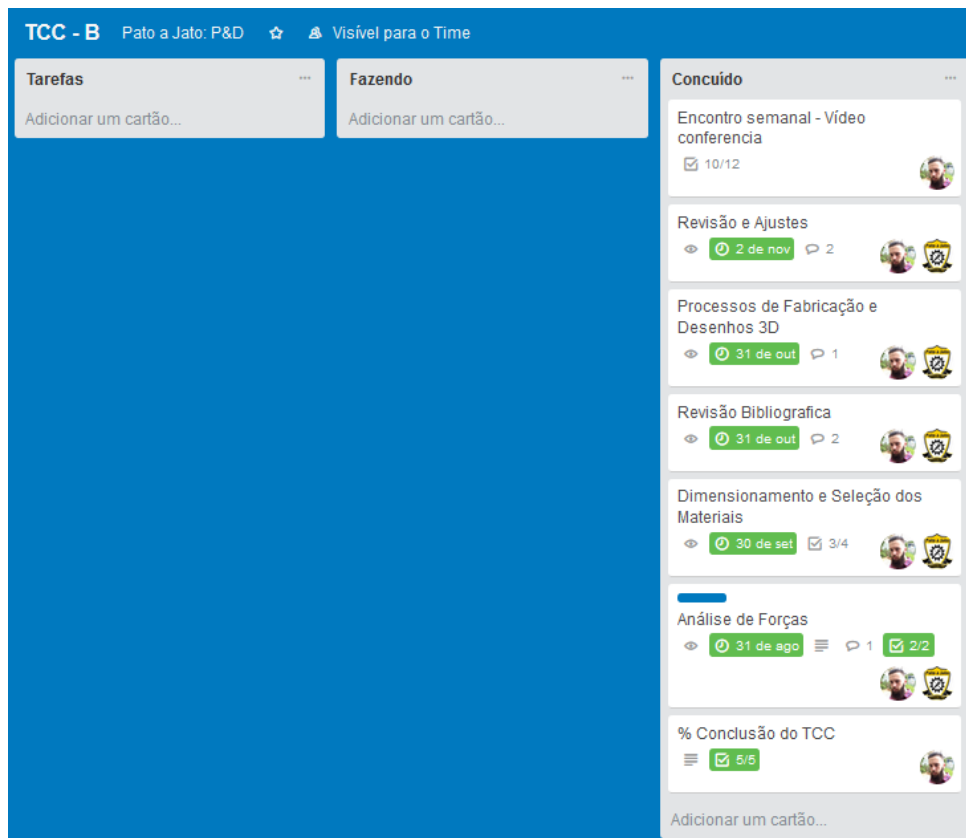 TCC - B Pato a Jato: P&D Visível para o Time
Tarefas
Adicionar um cartão...
Fazendo
Adicionar um cartão...
Concuído
Encontro semanal - Vídeo
conferencia
10/12
Revisão e Ajustes
2 de nov 2
Processos de Fabricação e
Desenhos 3D
31 de out 1
Revisão Bibliografica
31 de out 2
Dimensionamento e Seleção dos
Materiais
30 de set 3/4
Análise de Forças
31 de ago 1 2/2
% Conclusão do TCC
5/5
Adicionar um cartão...